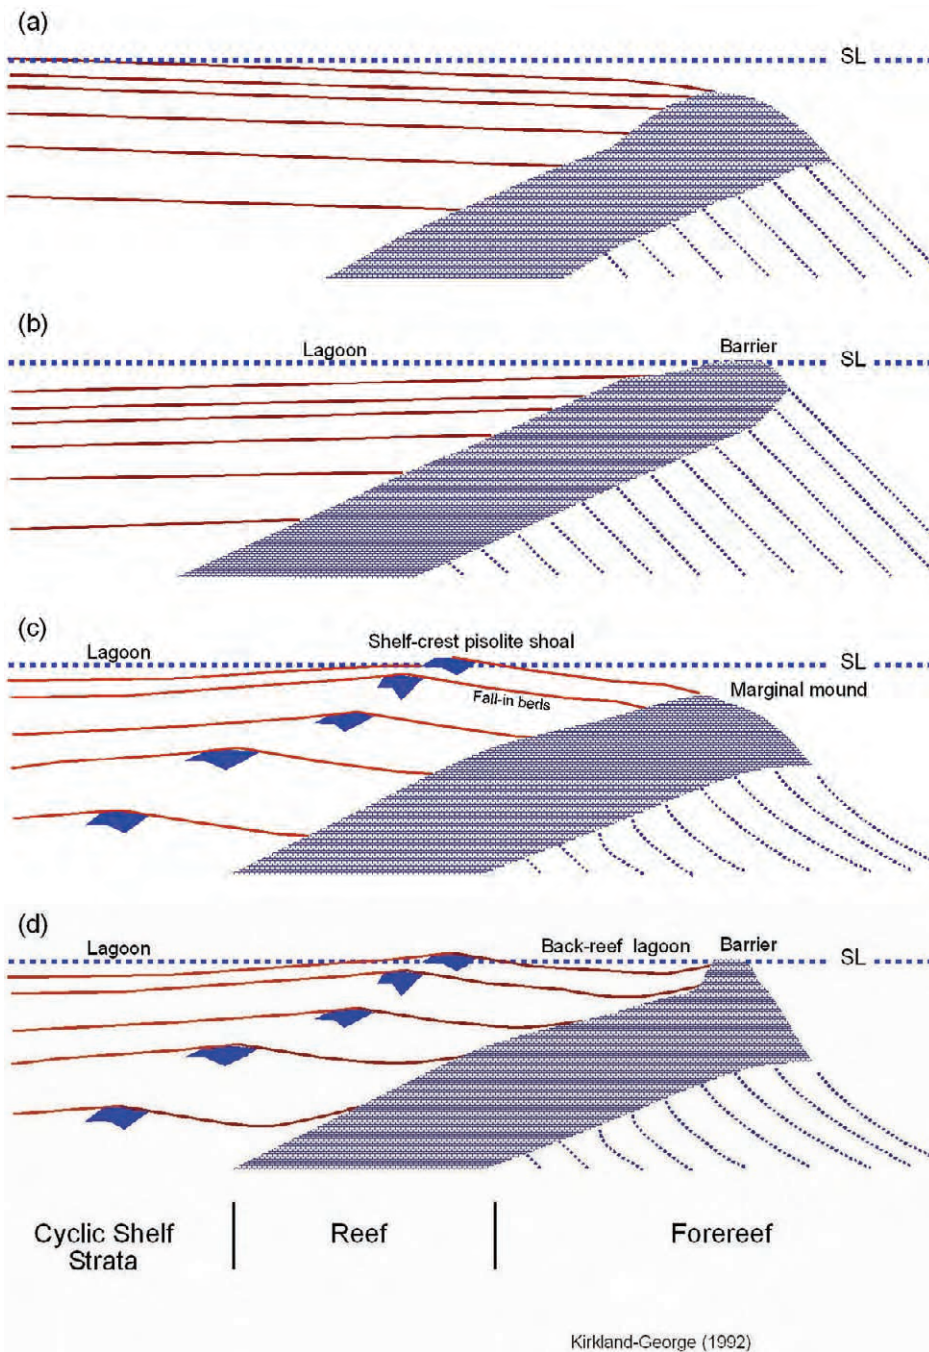 (a)
SL
(b)
Lagoon
Barrier
SL
(c)
Shelf-crest pisolite shoal
Lagoon
SL
Fall-in beds
Marginal mound
(d)
Lagoon
Back-reef lagoon
Barrier
SL
Cyclic Shelf
Strata
Reef
Forereef
Kirkland-George (1992)